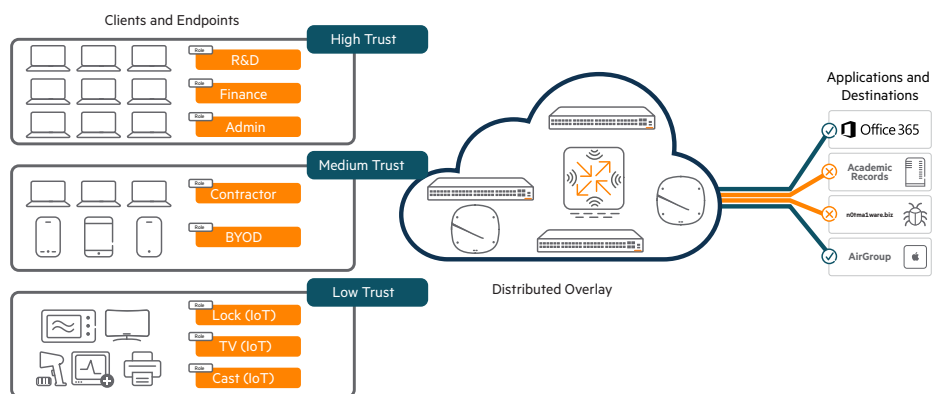 Clients and Endpoints
High Trust
Role
R&D
Role
Finance
Role
Admin
Medium Trust
Role
Contractor
Role
BYOD
Low Trust
Role
Lock (IoT)
Role
TV (IoT)
Role
Cast (IoT)
Distributed Overlay
Applications and
Destinations
Office 365
Academic
Records
n0tma1ware.biz
AirGroup